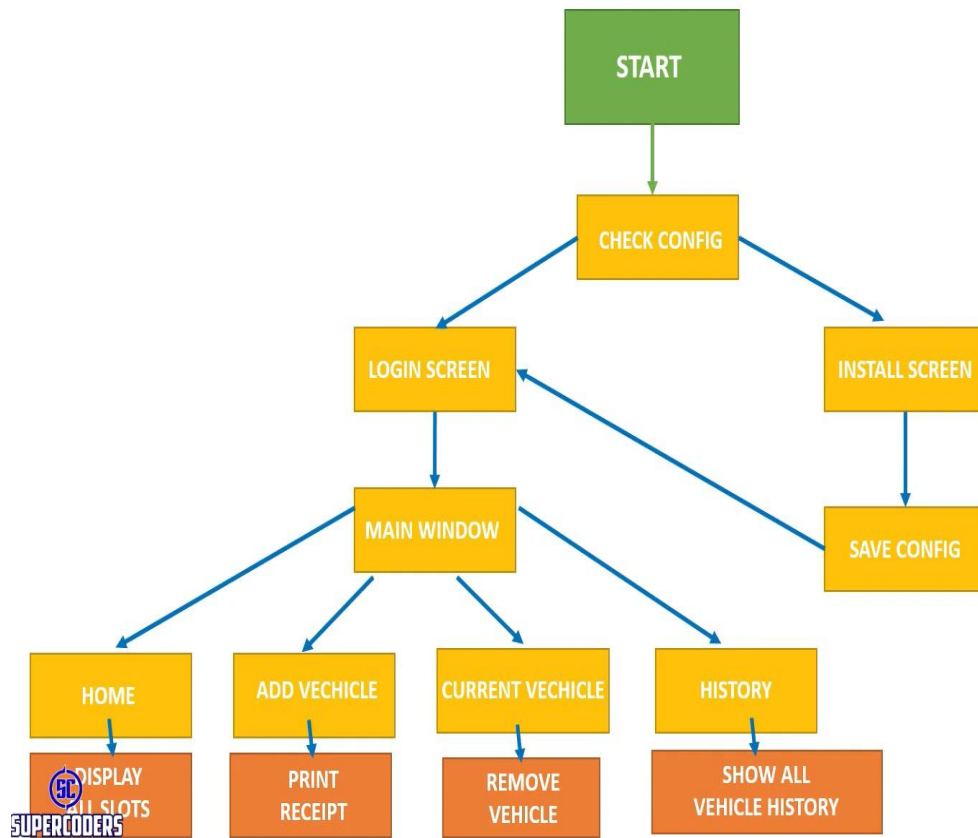 START
CHECK CONFIG
LOGIN SCREEN
INSTALL SCREEN
MAIN WINDOW
SAVE CONFIG
HOME
ADD VECHICLE
CURRENT VECHICLE
HISTORY
DISPLAY
ALL SLOTS
PRINT
RECEIPT
REMOVE
VEHICLE
SHOW ALL
VEHICLE HISTORY
SC
SUPERCODERS